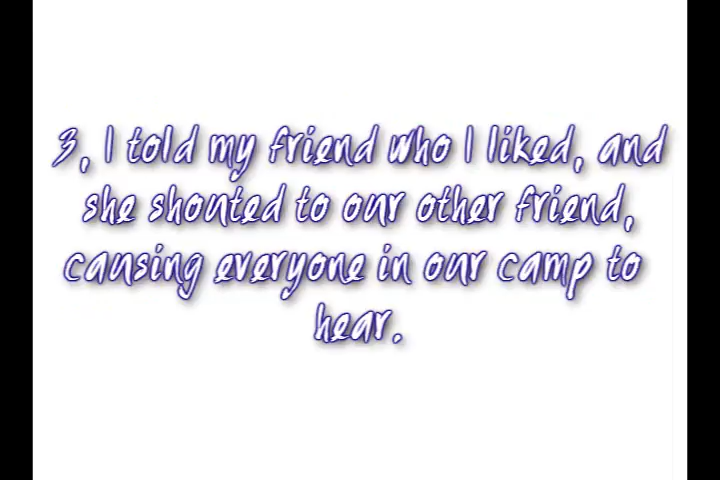 3, I told my friend who I liked, and
she shouted to our other friend,
causing everyone in our camp to
hear.